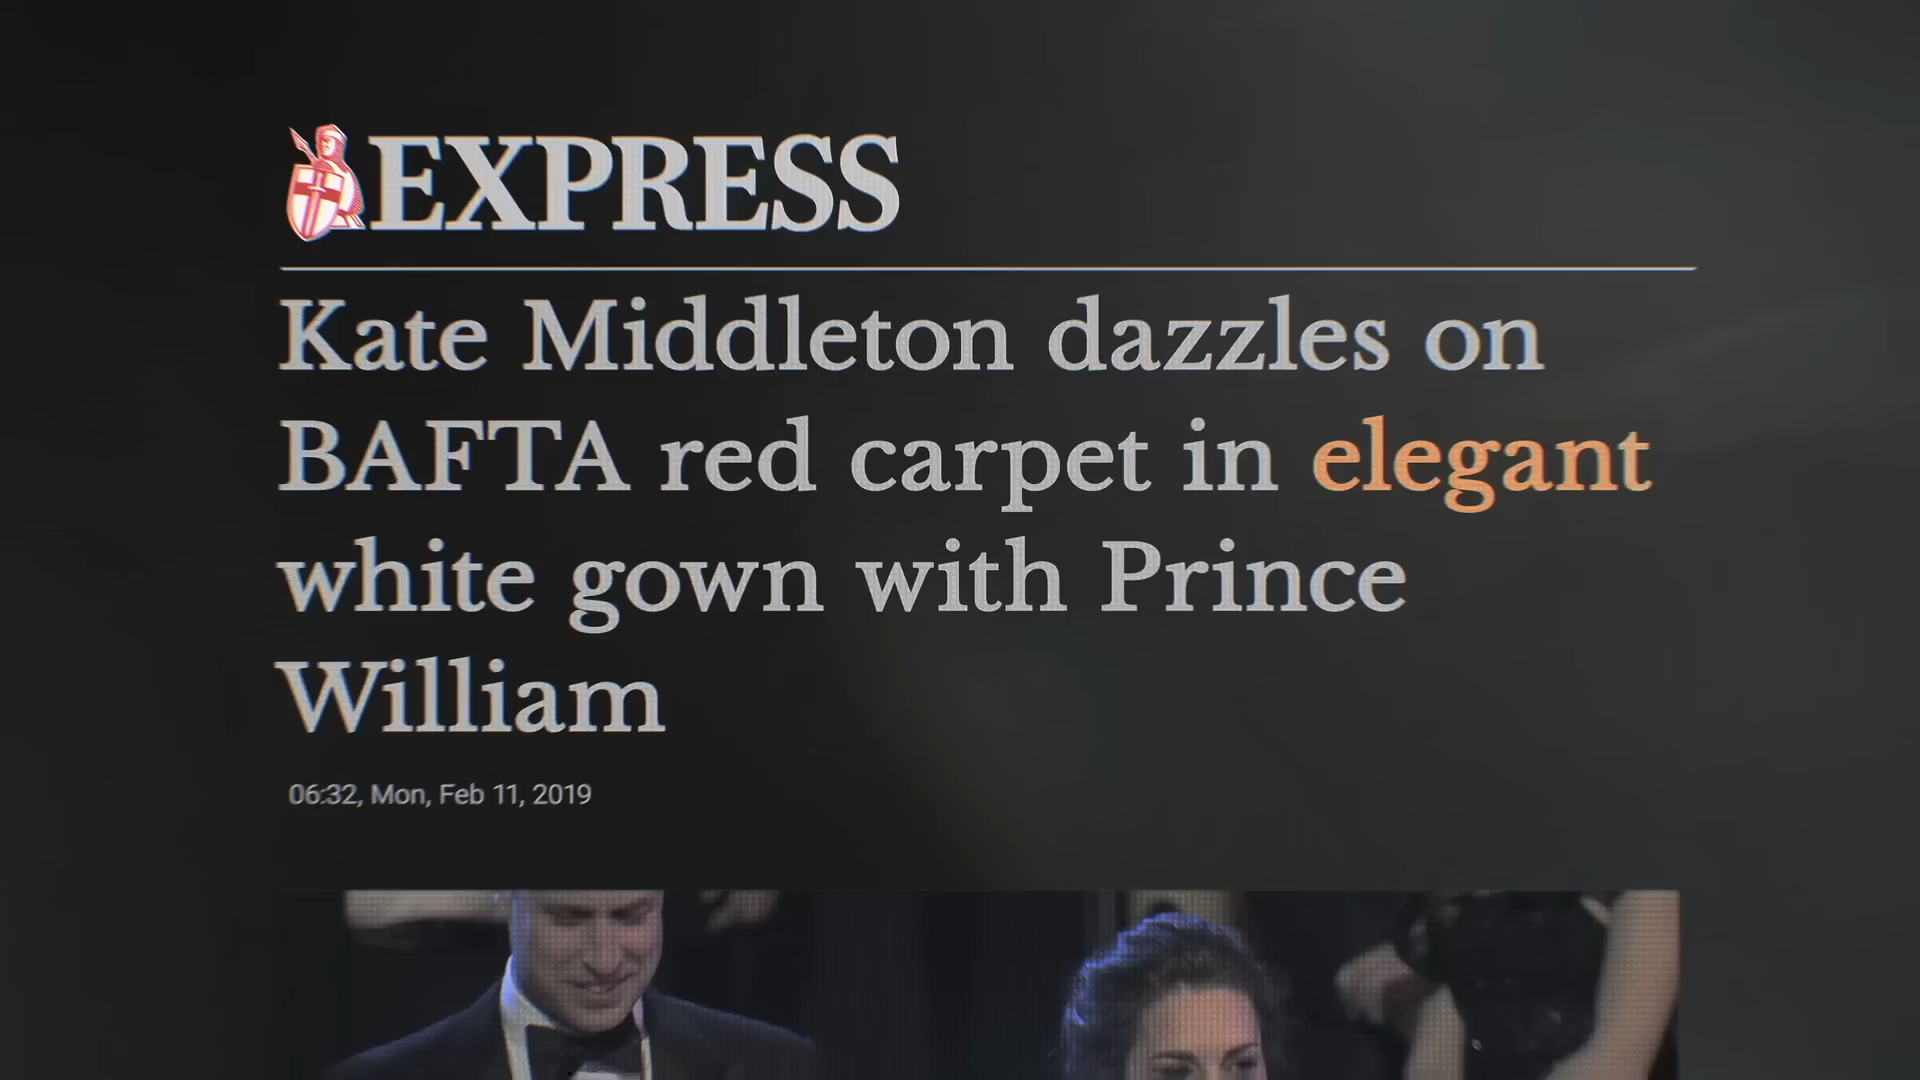 EXPRESS
Kate Middleton dazzles on
BAFTA red carpet in elegant
white gown with Prince
William
06:32, Mon, Feb 11, 2019